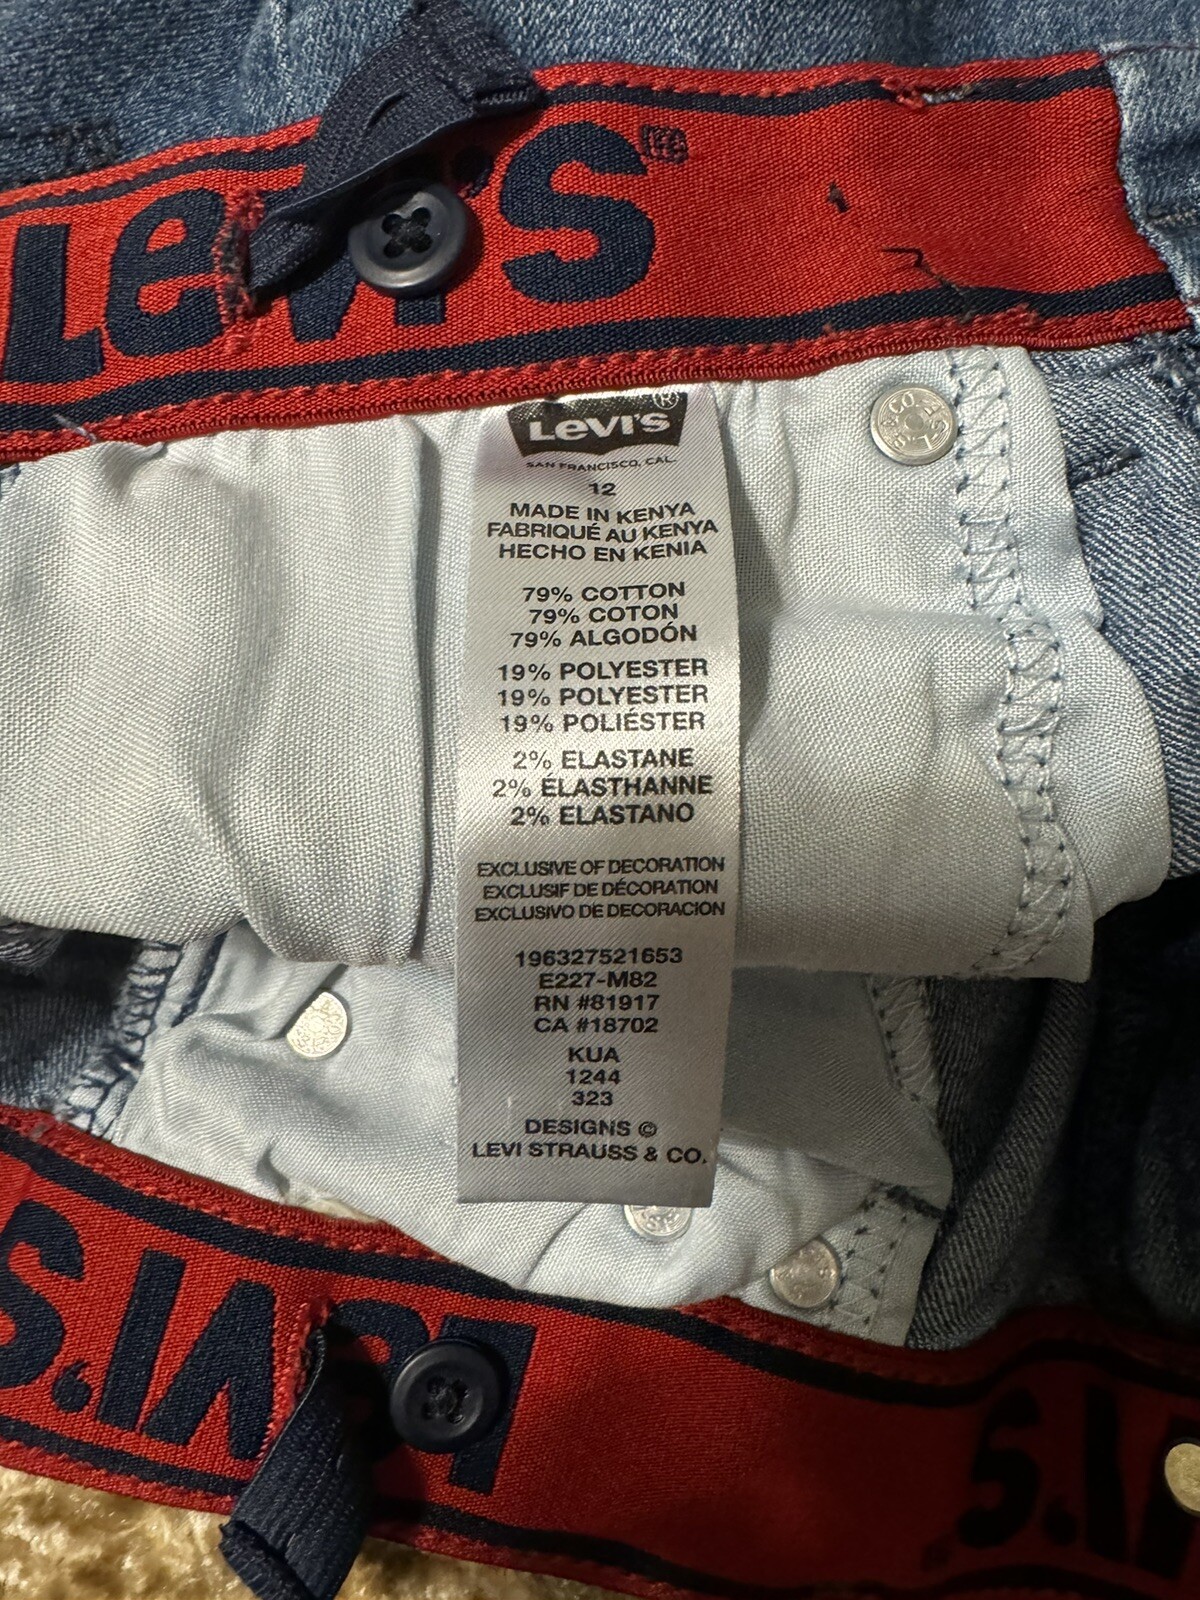 Levi's
Levi's®
SAN FRANCISCO, CAL.
12
MADE IN KENYA
FABRIQUÉ AU KENYA
HECHO EN KENIA
79% COTTON
79% COTON
79% ALGODÓN
19% POLYESTER
19% POLYESTER
19% POLIÉSTER
2% ELASTANE
2% ÉLASTHANNE
2% ELASTANO
EXCLUSIVE OF DECORATION
EXCLUSIF DE DÉCORATION
EXCLUSIVO DE DECORACION
196327521653
E227-M82
RN #81917
CA #18702
KUA
1244
323
DESIGNS ©
LEVI STRAUSS & CO.